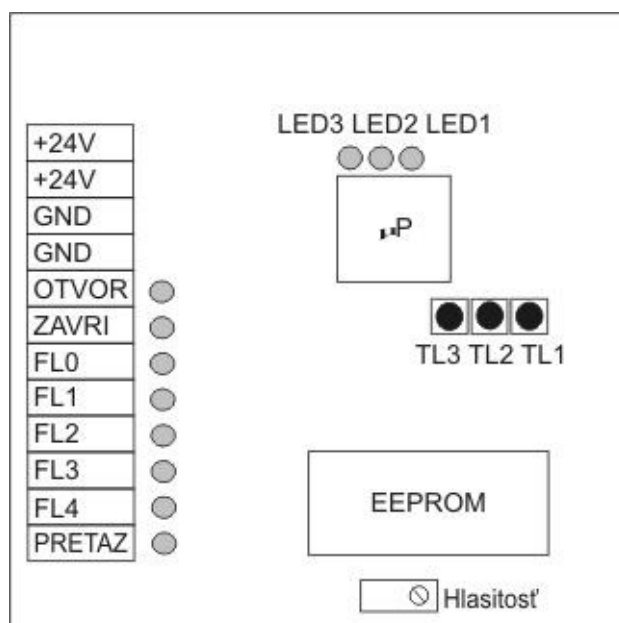 LED3 LED2 LED1
+24V
+24V
GND
GND
OTVOR
ZAVRI
FL0
FL1
FL2
FL3
FL4
PRETAZ
µP
TL3 TL2 TL1
EEPROM
Hlasitosť